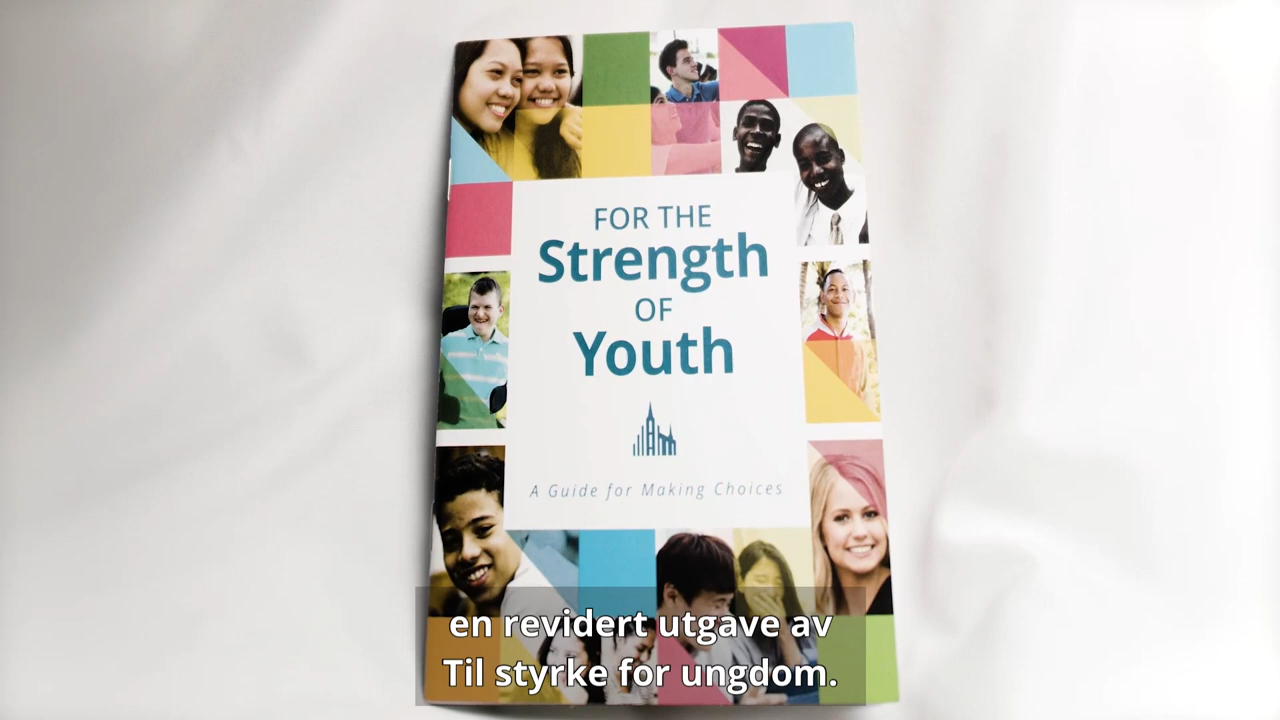 FOR THE
Strength
OF
Youth
A Guide for Making Choices
en revidert utgave av
Til styrke for ungdom.